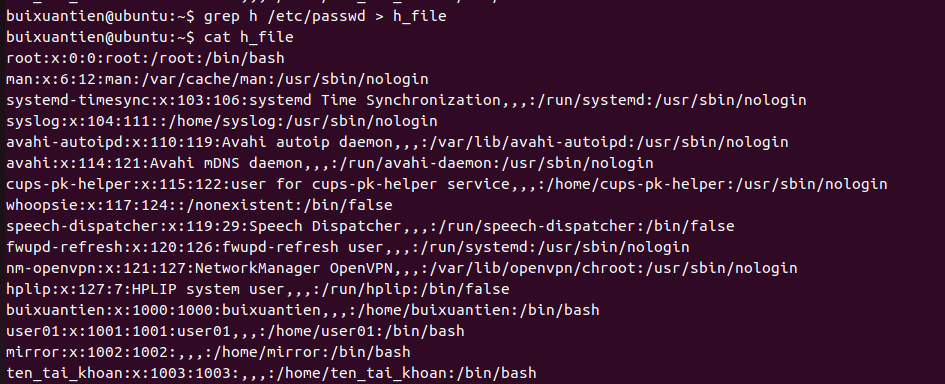 buixuantien@ubuntu:~$ grep h /etc/passwd > h_file
buixuantien@ubuntu:~$ cat h_file
root:x:0:0:root:/root:/bin/bash
man:x:6:12:man:/var/cache/man:/usr/sbin/nologin
systemd-timesync:x:103:106:systemd Time Synchronization,,,:/run/systemd:/usr/sbin/nologin
syslog:x:104:111::/home/syslog:/usr/sbin/nologin
avahi-autoipd:x:110:119:Avahi autoip daemon,,,:/var/lib/avahi-autoipd:/usr/sbin/nologin
avahi:x:114:121:Avahi mDNS daemon,,,:/run/avahi-daemon:/usr/sbin/nologin
cups-pk-helper:x:115:122:user for cups-pk-helper service,,,:/home/cups-pk-helper:/usr/sbin/nologin
whoopsie:x:117:124::/nonexistent:/bin/false
speech-dispatcher:x:119:29:Speech Dispatcher,,,:/run/speech-dispatcher:/bin/false
fwupd-refresh:x:120:126:fwupd-refresh user,,,:/run/systemd:/usr/sbin/nologin
nm-openvpn:x:121:127:NetworkManager OpenVPN,,,:/var/lib/openvpn/chroot:/usr/sbin/nologin
hplip:x:127:7:HPLIP system user,,,:/run/hplip:/bin/false
buixuantien:x:1000:1000:buixuantien,,,:/home/buixuantien:/bin/bash
user01:x:1001:1001:user01,,,:/home/user01:/bin/bash
mirror:x:1002:1002:,,,:/home/mirror:/bin/bash
ten_tai_khoan:x:1003:1003:,,,:/home/ten_tai_khoan:/bin/bash